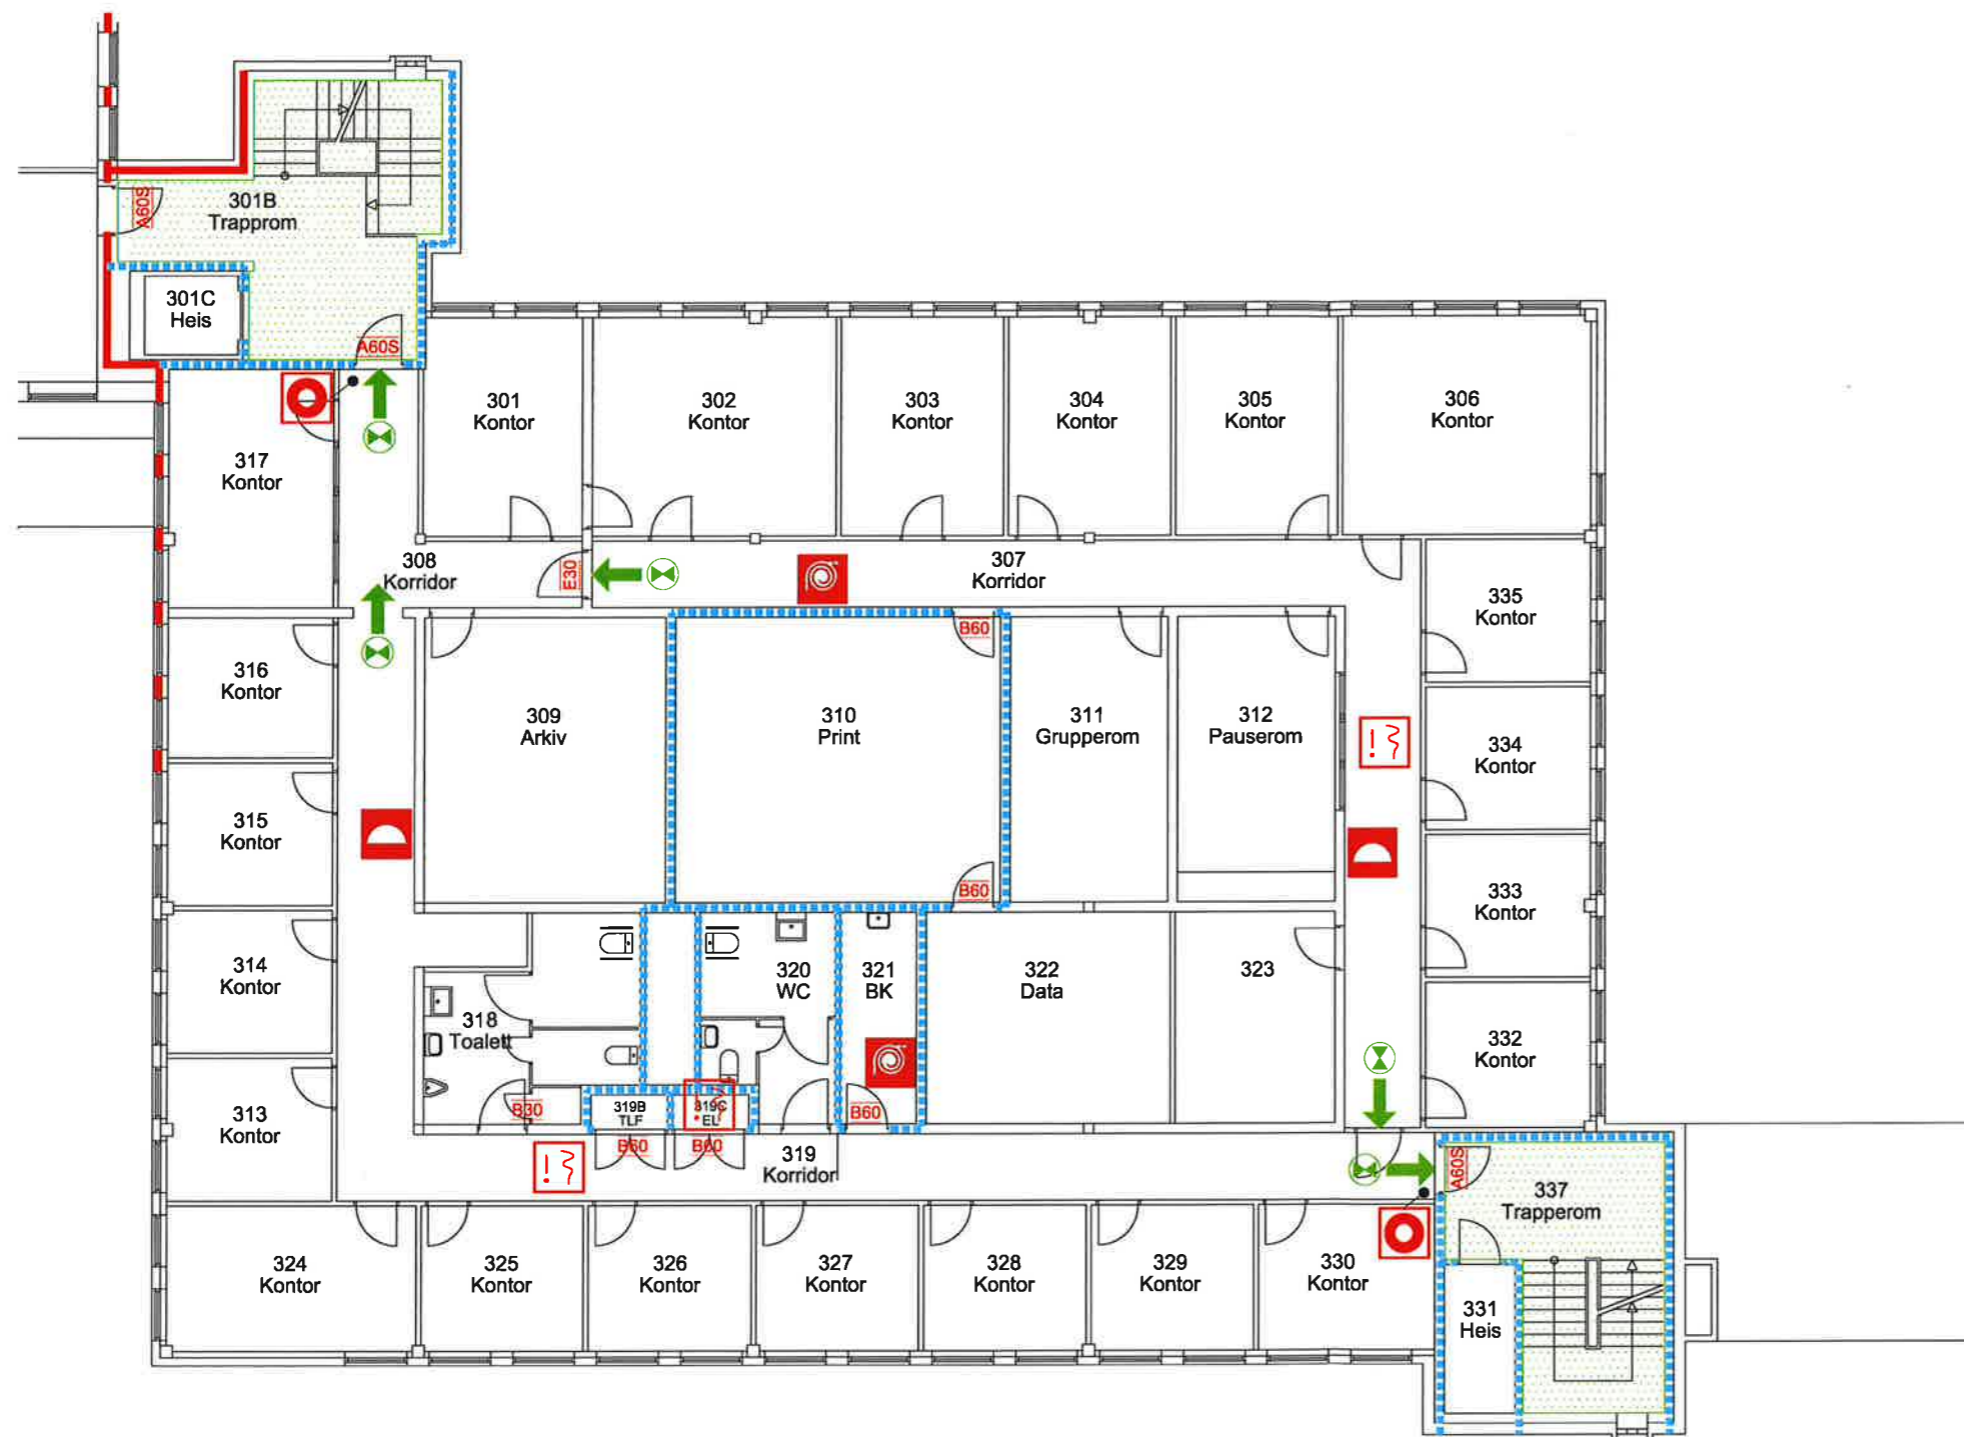 A60S
301B
Trapprom
301C
Heis
A60S
301
Kontor
302
Kontor
303
Kontor
304
Kontor
305
Kontor
306
Kontor
317
Kontor
308
Korridor
E30
307
Korridor
335
Kontor
316
Kontor
B60
309
Arkiv
310
Print
311
Grupperom
312
Pauserom
334
Kontor
315
Kontor
B60
333
Kontor
314
Kontor
318
Toalett
320
WC
321
BK
322
Data
323
332
Kontor
313
Kontor
B30
319B
TLF
319C
EL
B60
B60
B60
319
Korridor
A60S
337
Trapperom
324
Kontor
325
Kontor
326
Kontor
327
Kontor
328
Kontor
329
Kontor
330
Kontor
331
Heis